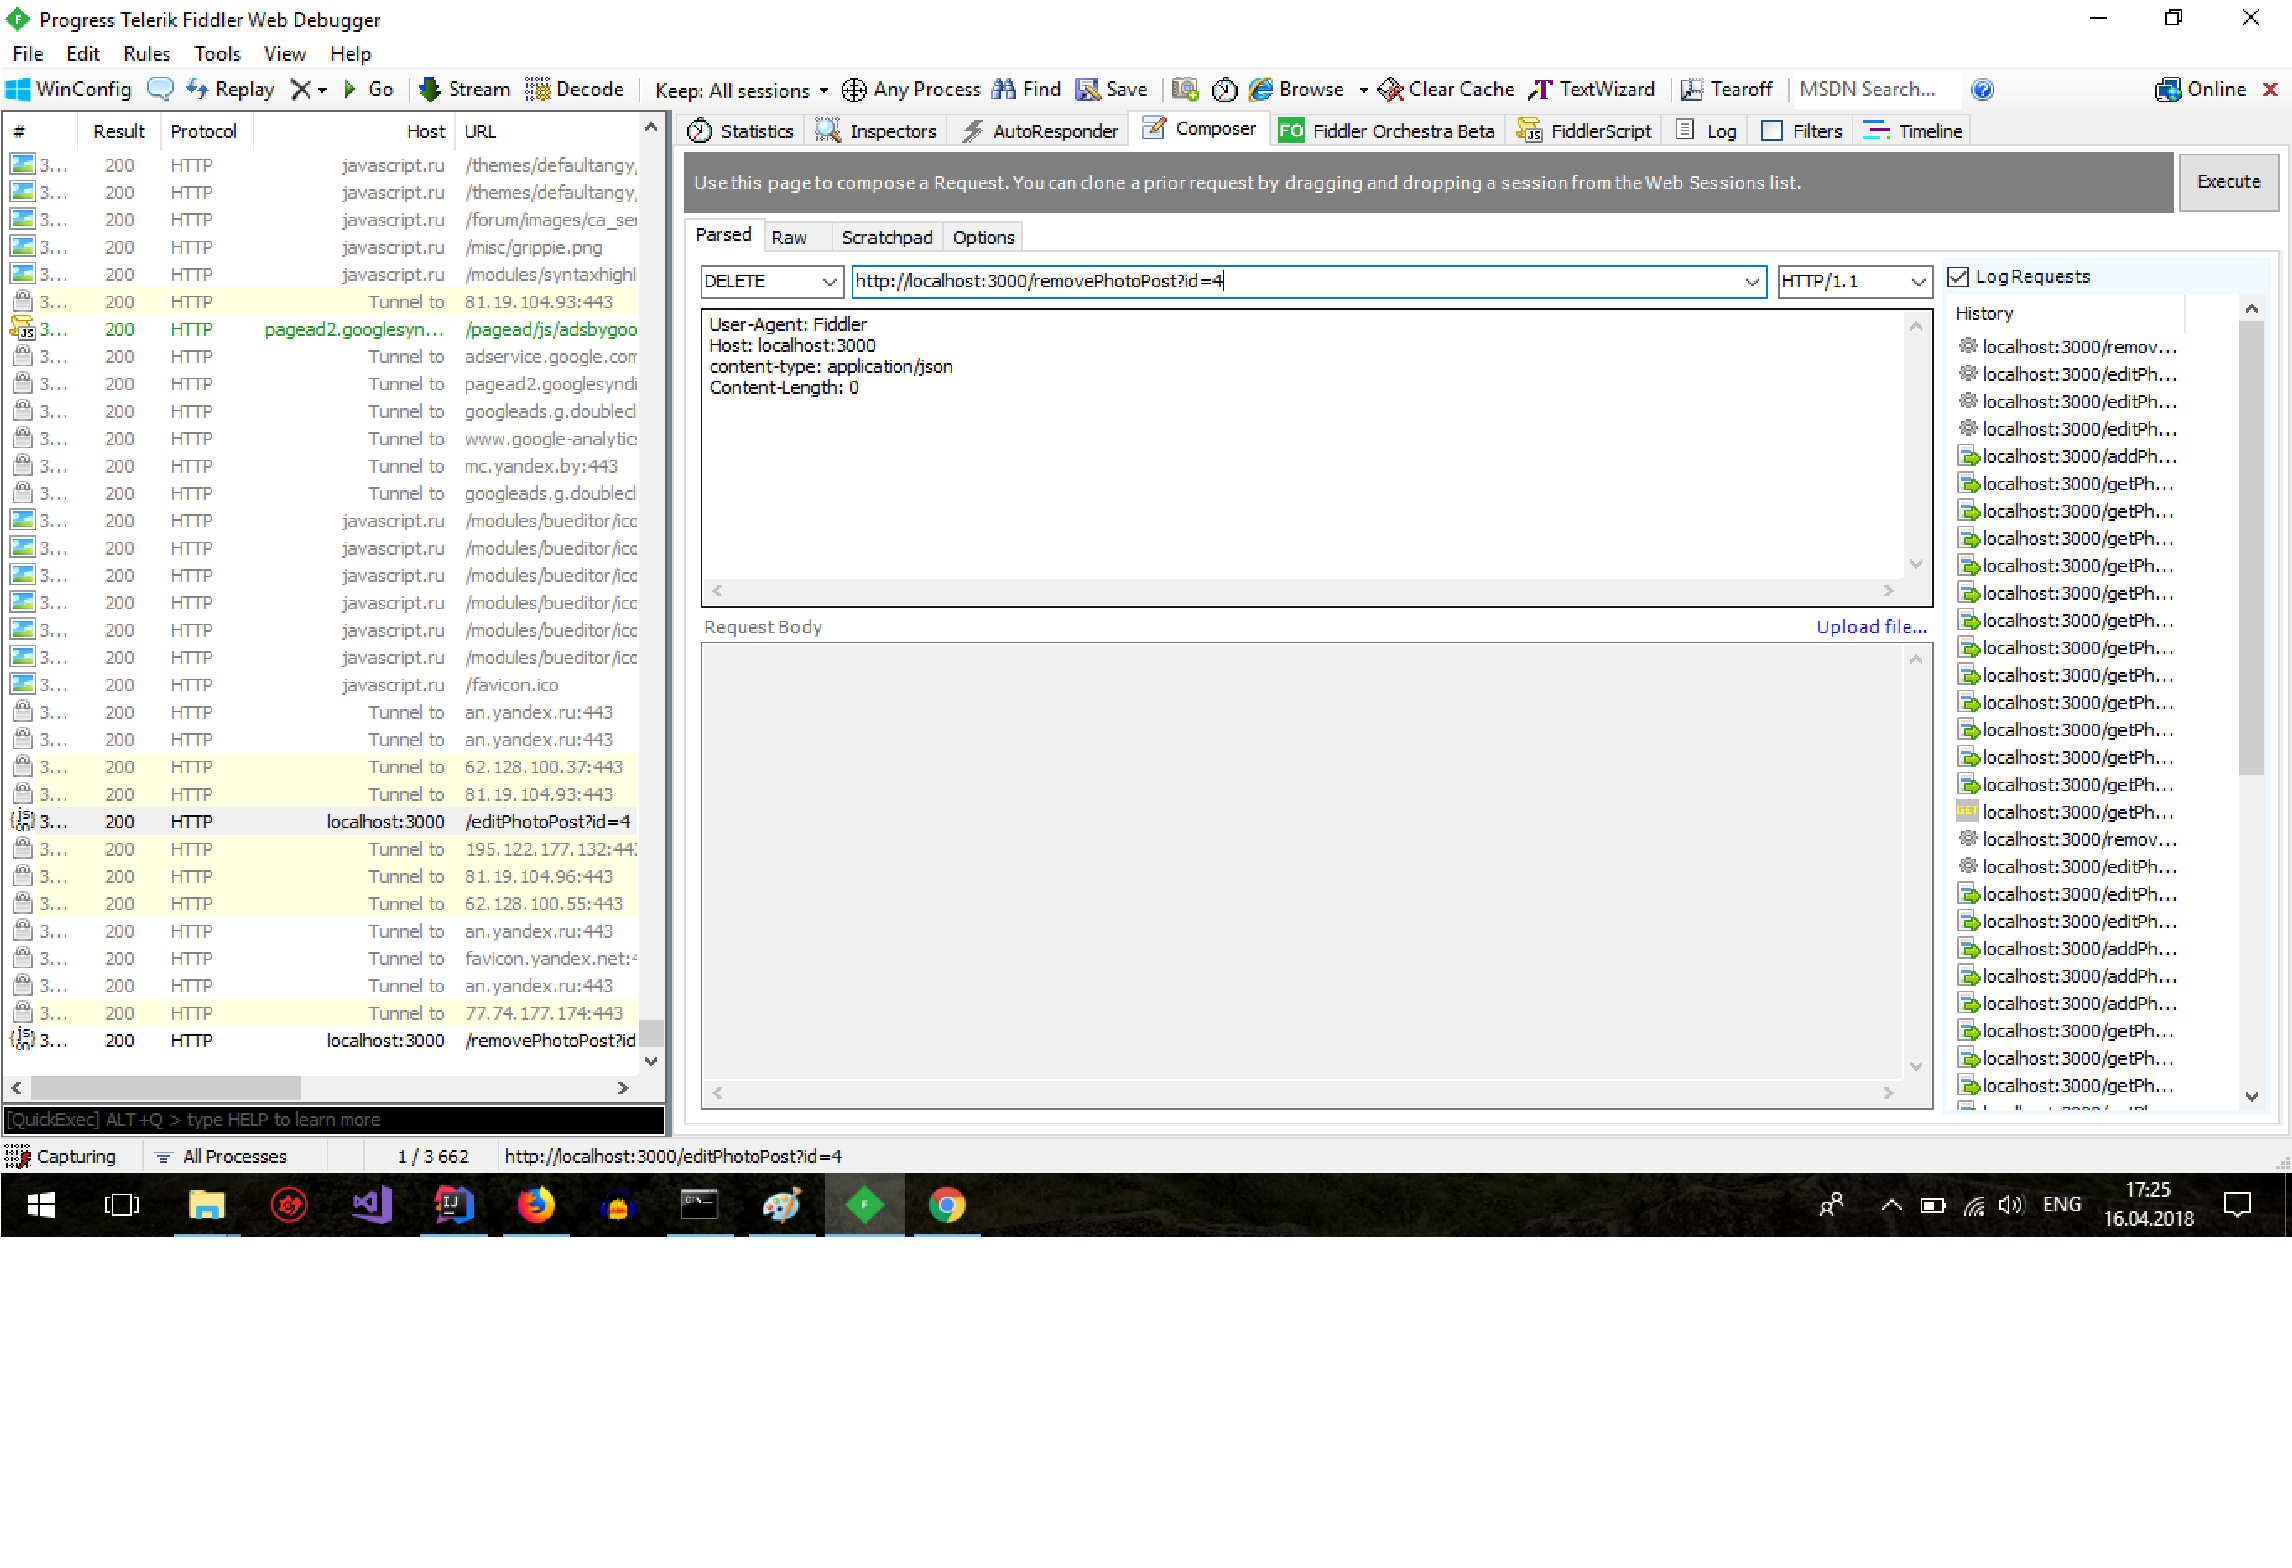 Progress Telerik Fiddler Web Debugger
File Edit Rules Tools View Help
WinConfig Replay Go Stream Decode Keep: All sessions Any Process Find Save Browse Clear Cache TextWizard Tearoff MSDN Search... Online
# Result Protocol Host URL
3... 200 HTTP javascript.ru /themes/defaultangy,
3... 200 HTTP javascript.ru /themes/defaultangy,
3... 200 HTTP javascript.ru /forum/images/ca_ser
3... 200 HTTP javascript.ru /misc/grippie.png
3... 200 HTTP javascript.ru /modules/syntaxhighl
3... 200 HTTP Tunnel to 81.19.104.93:443
3... 200 HTTP pagead2.googlesyn... /pagead/js/adsbygoo
3... 200 HTTP Tunnel to adservice.google.com
3... 200 HTTP Tunnel to pagead2.googlesyndi
3... 200 HTTP Tunnel to googleads.g.doublecl
3... 200 HTTP Tunnel to www.google-analytic:
3... 200 HTTP Tunnel to mc.yandex.by:443
3... 200 HTTP Tunnel to googleads.g.doublecl
3... 200 HTTP javascript.ru /modules/bueditor/ico
3... 200 HTTP javascript.ru /modules/bueditor/ico
3... 200 HTTP javascript.ru /modules/bueditor/ico
3... 200 HTTP javascript.ru /modules/bueditor/ico
3... 200 HTTP javascript.ru /modules/bueditor/ico
3... 200 HTTP javascript.ru /modules/bueditor/ico
3... 200 HTTP javascript.ru /favicon.ico
3... 200 HTTP Tunnel to an.yandex.ru:443
3... 200 HTTP Tunnel to an.yandex.ru:443
3... 200 HTTP Tunnel to 62.128.100.37:443
3... 200 HTTP Tunnel to 81.19.104.93:443
3... 200 HTTP localhost:3000 /editPhotoPost?id=4
3... 200 HTTP Tunnel to 195.122.177.132:44
3... 200 HTTP Tunnel to 81.19.104.96:443
3... 200 HTTP Tunnel to 62.128.100.55:443
3... 200 HTTP Tunnel to an.yandex.ru:443
3... 200 HTTP Tunnel to favicon.yandex.net:4
3... 200 HTTP Tunnel to an.yandex.ru:443
3... 200 HTTP Tunnel to 77.74.177.174:443
3... 200 HTTP localhost:3000 /removePhotoPost?id
[QuickExec] ALT+Q > type HELP to learn more
Statistics Inspectors AutoResponder Composer FO Fiddler Orchestra Beta FiddlerScript Log Filters Timeline
Use this page to compose a Request. You can clone a prior request by dragging and dropping a session from the Web Sessions list.
Execute
Parsed Raw Scratchpad Options
DELETE http://localhost:3000/removePhotoPost?id=4 HTTP/1.1
User-Agent: Fiddler
Host: localhost:3000
content-type: application/json
Content-Length: 0
Request Body Upload file...
Log Requests
History
localhost:3000/remov...
localhost:3000/editPh...
localhost:3000/editPh...
localhost:3000/editPh...
localhost:3000/addPh...
localhost:3000/getPh...
localhost:3000/getPh...
localhost:3000/getPh...
localhost:3000/getPh...
localhost:3000/getPh...
localhost:3000/getPh...
localhost:3000/getPh...
localhost:3000/getPh...
localhost:3000/getPh...
localhost:3000/getPh...
localhost:3000/getPh...
localhost:3000/getPh...
GET localhost:3000/getPh...
localhost:3000/remov...
localhost:3000/editPh...
localhost:3000/editPh...
localhost:3000/editPh...
localhost:3000/addPh...
localhost:3000/addPh...
localhost:3000/addPh...
localhost:3000/getPh...
localhost:3000/getPh...
localhost:3000/getPh...
Capturing All Processes 1 / 3 662 http://localhost:3000/editPhotoPost?id=4
ENG
17:25
16.04.2018